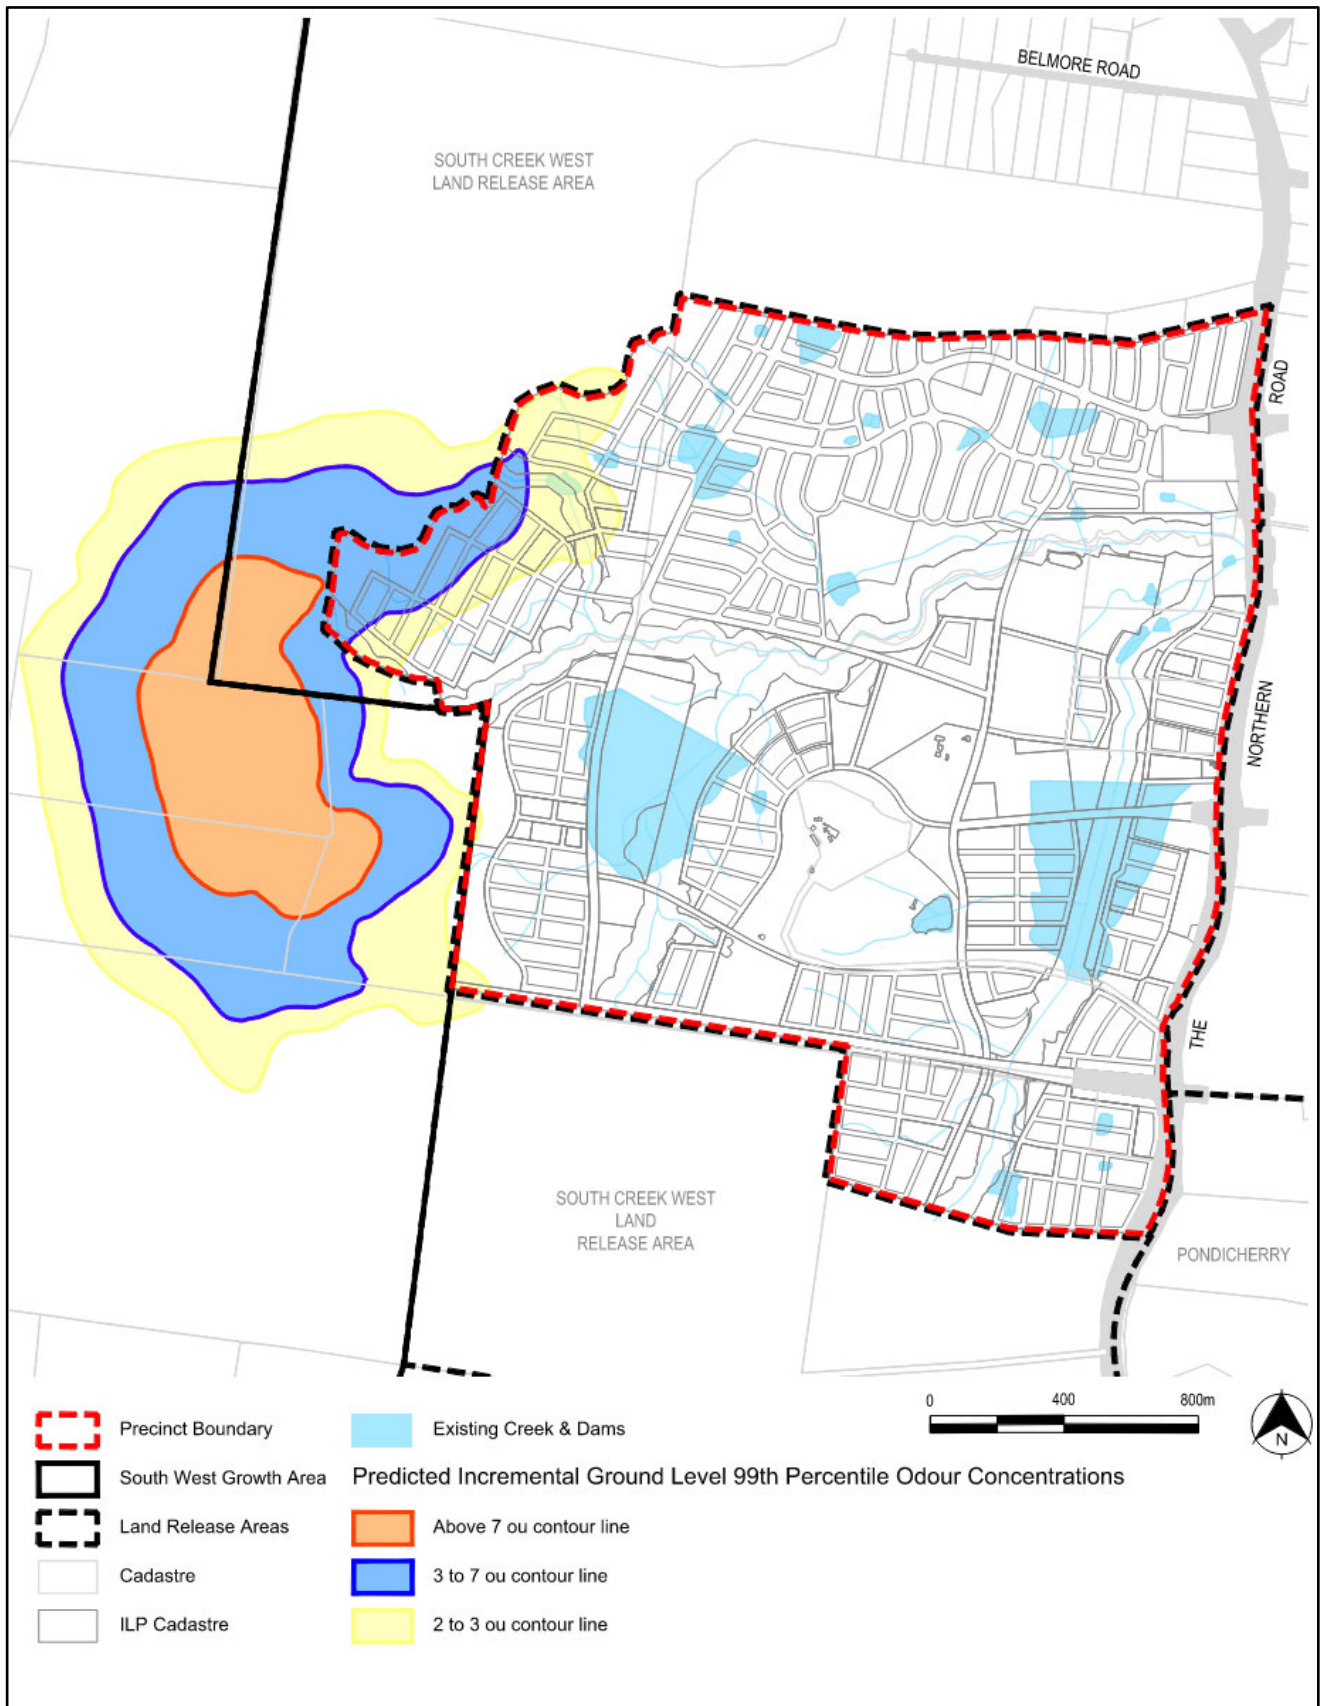 BELMORE ROAD
SOUTH CREEK WEST
LAND RELEASE AREA
ROAD
NORTHERN
THE
SOUTH CREEK WEST
LAND
RELEASE AREA
PONDICHERRY
0 400 800m
N
Precinct Boundary
South West Growth Area
Land Release Areas
Cadastre
ILP Cadastre
Existing Creek & Dams
Predicted Incremental Ground Level 99th Percentile Odour Concentrations
Above 7 ou contour line
3 to 7 ou contour line
2 to 3 ou contour line